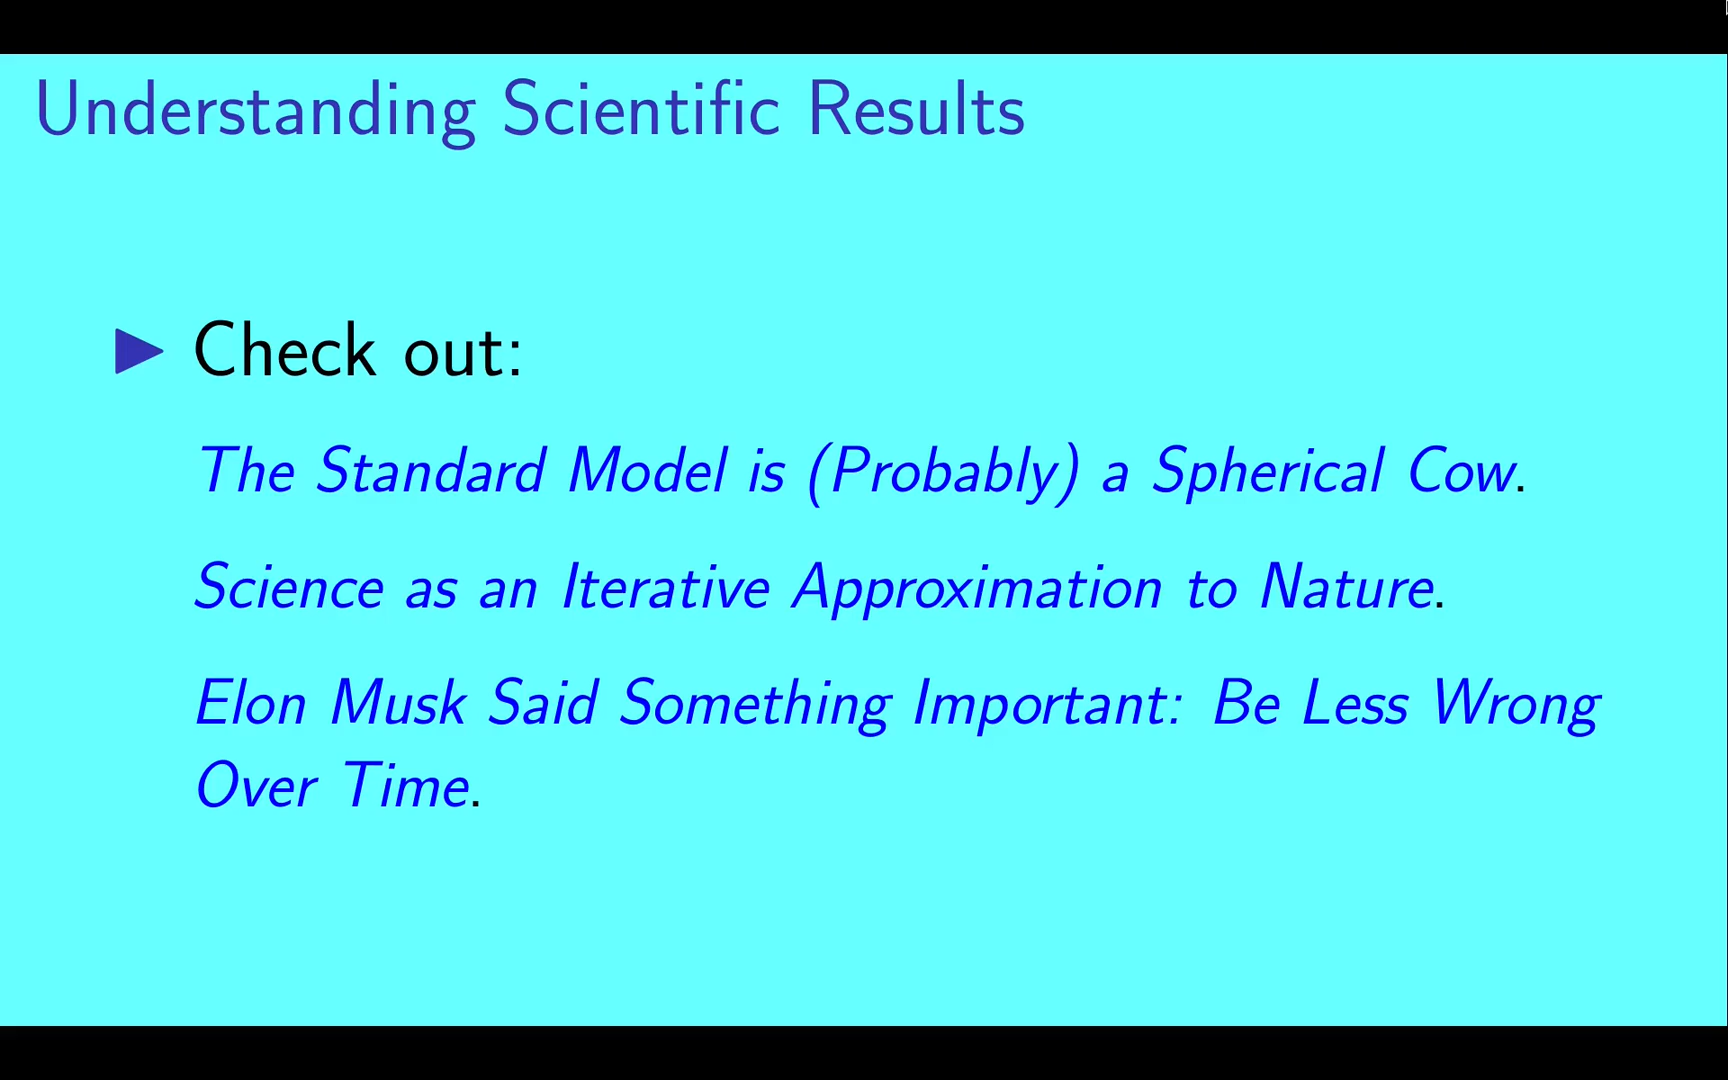 Understanding Scientific Results
Check out:
The Standard Model is (Probably) a Spherical Cow.
Science as an Iterative Approximation to Nature.
Elon Musk Said Something Important: Be Less Wrong
Over Time.